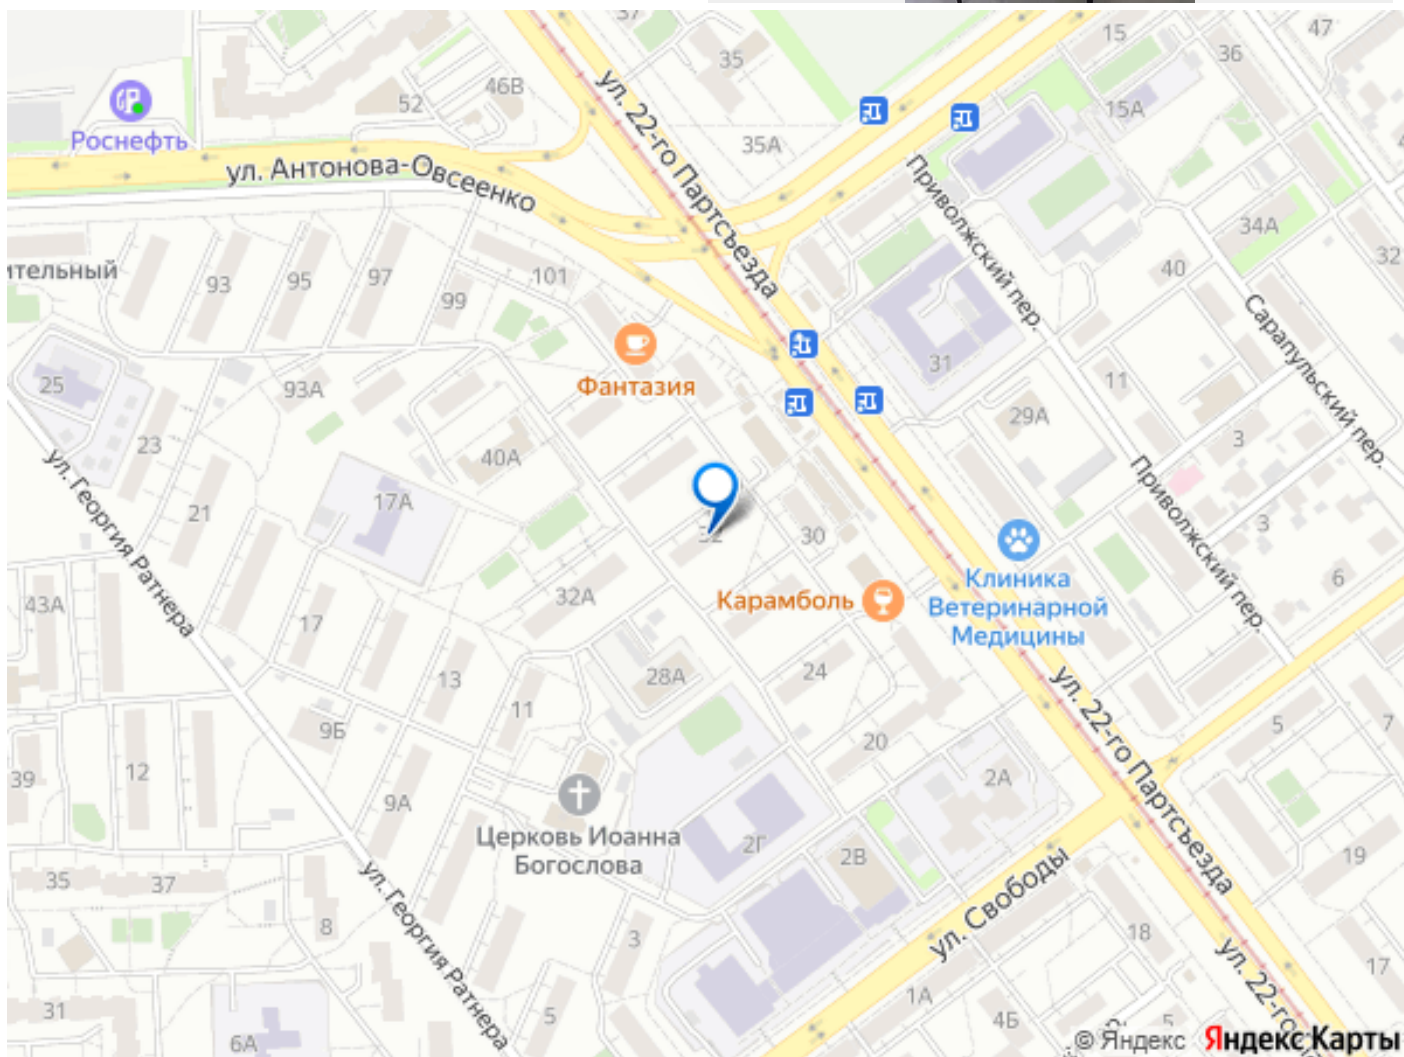 37
47
15
35
36
46В
52
15А
Роснефть
35А
ул. 22-го Партсъезда
ул. Антонова-Овсеенко
Приволжский пер.
34А
32
40
ительный
93
95
97
99
101
Сарапульский пер.
31
11
25
93А
Фантазия
29А
23
40А
3
Приволжский пер.
17А
21
3
ул. Георгия Ратнера
32
30
Клиника
Ветеринарной
Медицины
6
43А
32А
Карамболь
17
28А
24
13
11
ул. 22-го Партсъезда
5
7
9Б
20
39
12
2А
9А
Церковь Иоанна
Богослова
2Г
2В
19
35
37
ул. Георгия Ратнера
ул. Свободы
8
3
18
ул. 22-го
17
31
5
1А
4Б
6А
© Яндекс
Яндекс Карты